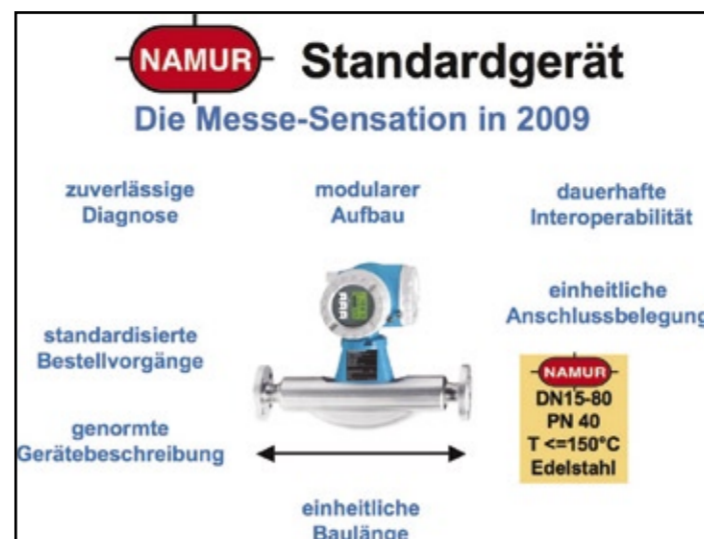 NAMUR Standardgerät
Die Messe-Sensation in 2009
zuverlässige
Diagnose
modularer
Aufbau
dauerhafte
Interoperabilität
einheitliche
Anschlussbelegung
standardisierte
Bestellvorgänge
NAMUR
DN15-80
PN 40
T <=150°C
Edelstahl
genormte
Gerätebeschreibung
einheitliche
Baulänge